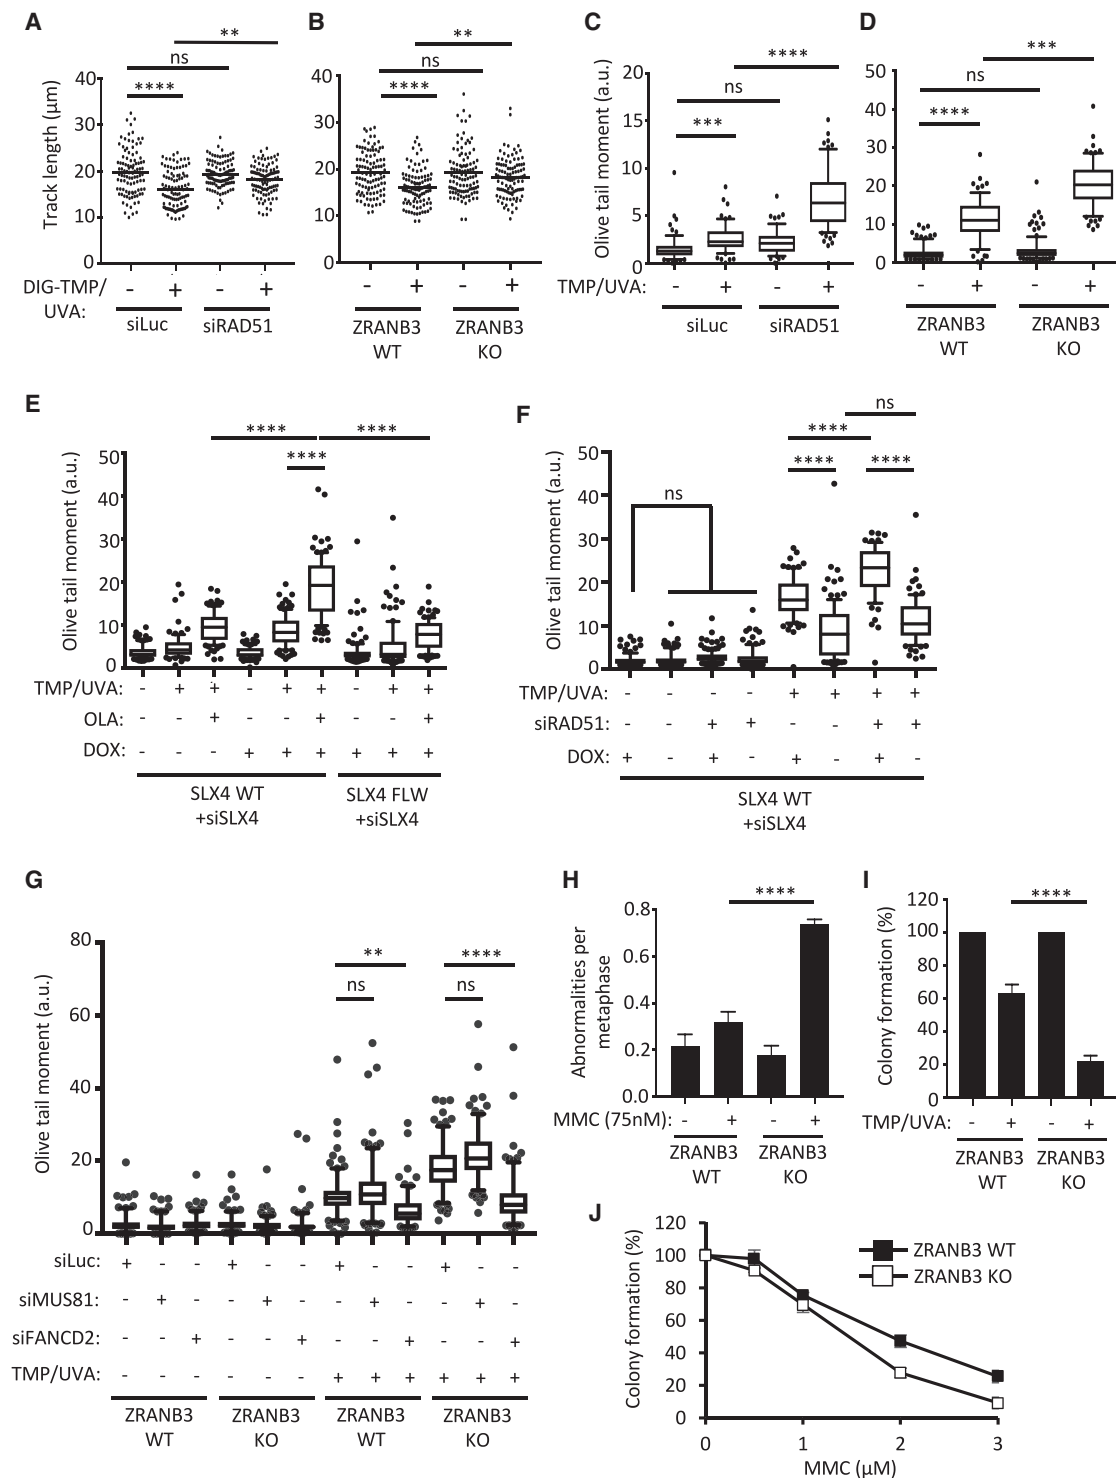 A
**
ns
****
Track length (µm)
40
30
20
10
0
DIG-TMP/
UVA:
- + - +
siLuc siRAD51
B
**
ns
****
40
30
20
10
0
- + - +
ZRANB3
WT
ZRANB3
KO
C
****
ns
***
Olive tail moment (a.u.)
20
15
10
5
0
TMP/UVA: - + - +
siLuc siRAD51
D
***
ns
****
50
40
30
20
10
0
- + - +
ZRANB3
WT
ZRANB3
KO
E
**** ****
****
Olive tail moment (a.u.)
50
40
30
20
10
0
TMP/UVA: - + + - + + - + +
OLA: - - + - - + - - +
DOX: - - - + + + + + +
SLX4 WT
+siSLX4
SLX4 FLW
+siSLX4
F
ns
****
**** ****
ns
Olive tail moment (a.u.)
50
40
30
20
10
0
TMP/UVA: - - - - + + + +
siRAD51: - - + + - - + +
DOX: + - + - + - + -
SLX4 WT
+siSLX4
G
** ****
ns ns
Olive tail moment (a.u.)
80
60
40
20
0
siLuc: + - - + - - + - - + - -
siMUS81: - + - - + - - + - - + -
siFANCD2: - - + - - + - - + - - +
TMP/UVA: - - - - - - + + + + + +
ZRANB3
WT
ZRANB3
KO
ZRANB3
WT
ZRANB3
KO
H
****
Abnormalities per
metaphase
0.8
0.6
0.4
0.2
0.0
MMC (75nM): - + - +
ZRANB3
WT
ZRANB3
KO
I
****
Colony formation (%)
120
100
80
60
40
20
0
TMP/UVA: - + - +
ZRANB3
WT
ZRANB3
KO
J
Colony formation (%)
120
100
80
60
40
20
0
ZRANB3 WT
ZRANB3 KO
0 1 2 3
MMC (µM)